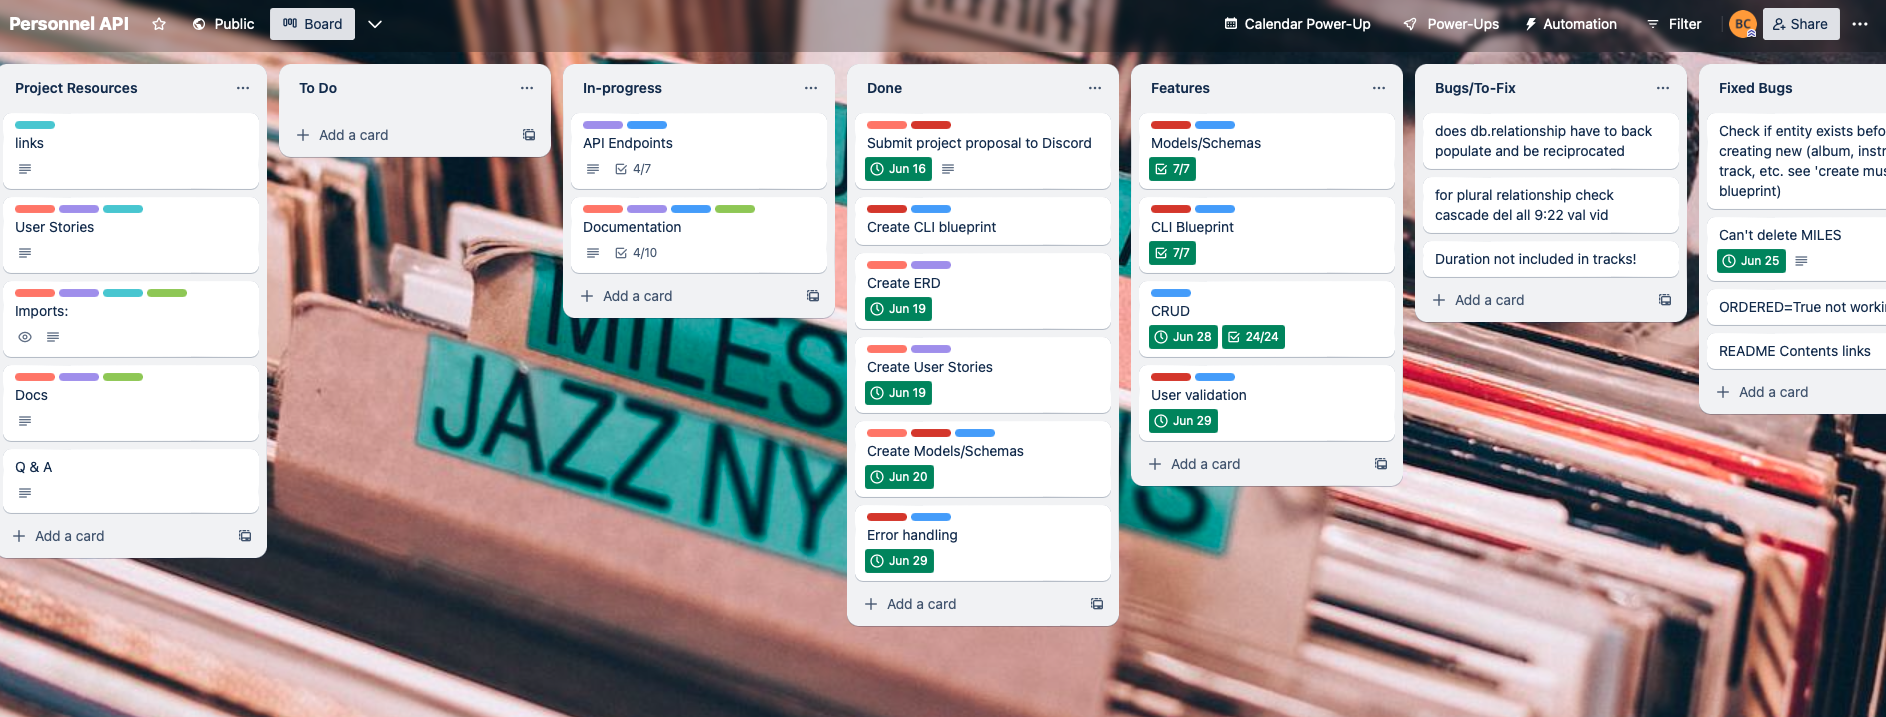 Personnel API
Public
Board
Calendar Power-Up
Power-Ups
Automation
Filter
BC
Share
Project Resources
links
User Stories
Imports:
Docs
Q & A
Add a card
To Do
Add a card
In-progress
API Endpoints
4/7
Documentation
4/10
Add a card
Done
Submit project proposal to Discord
Jun 16
Create CLI blueprint
Create ERD
Jun 19
Create User Stories
Jun 19
Create Models/Schemas
Jun 20
Error handling
Jun 29
Add a card
Features
Models/Schemas
7/7
CLI Blueprint
7/7
CRUD
Jun 28 24/24
User validation
Jun 29
Add a card
Bugs/To-Fix
does db.relationship have to back
populate and be reciprocated
for plural relationship check
cascade del all 9:22 val vid
Duration not included in tracks!
Add a card
Fixed Bugs
Check if entity exists befo
creating new (album, instr
track, etc. see 'create mus
blueprint)
Can't delete MILES
Jun 25
ORDERED=True not worki
README Contents links
Add a card
MILES
JAZZ NY